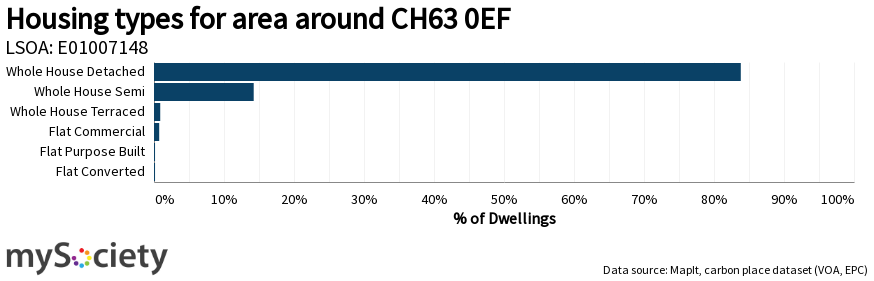 Housing types for area around CH63 0EF
LSOA: E01007148
Whole House Detached
Whole House Semi
Whole House Terraced
Flat Commercial
Flat Purpose Built
Flat Converted
0% 10% 20% 30% 40% 50% 60% 70% 80% 90% 100%
% of Dwellings
mySociety
Data source: MapIt, carbon place dataset (VOA, EPC)